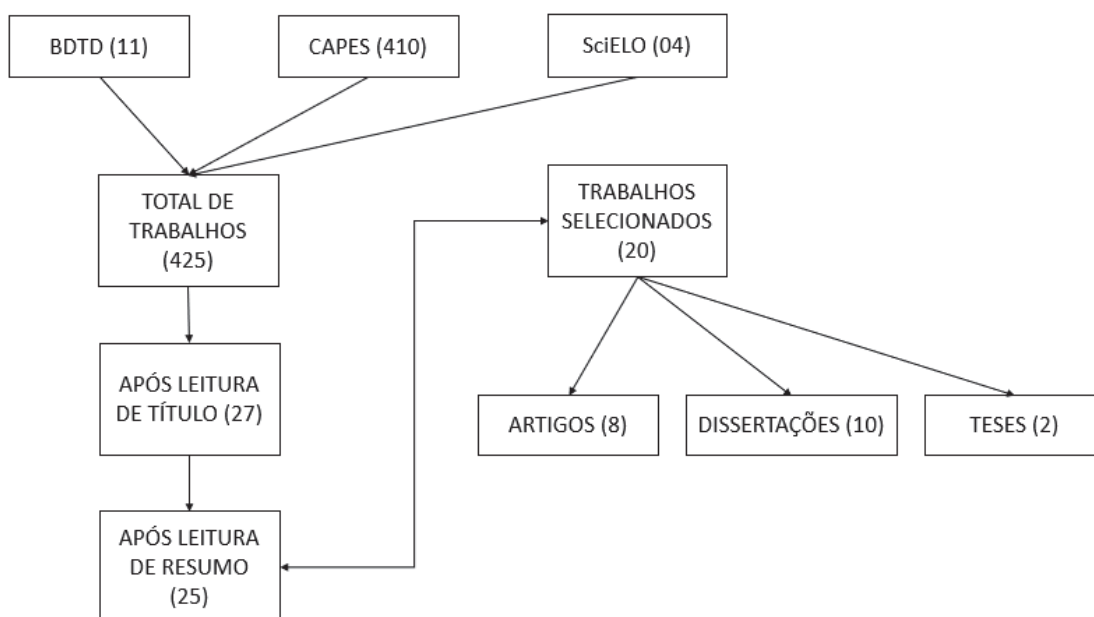 BDTD (11)
CAPES (410)
SciELO (04)
TOTAL DE
TRABALHOS
(425)
TRABALHOS
SELECIONADOS
(20)
APÓS LEITURA
DE TÍTULO (27)
ARTIGOS (8)
DISSERTAÇÕES (10)
TESES (2)
APÓS LEITURA
DE RESUMO
(25)